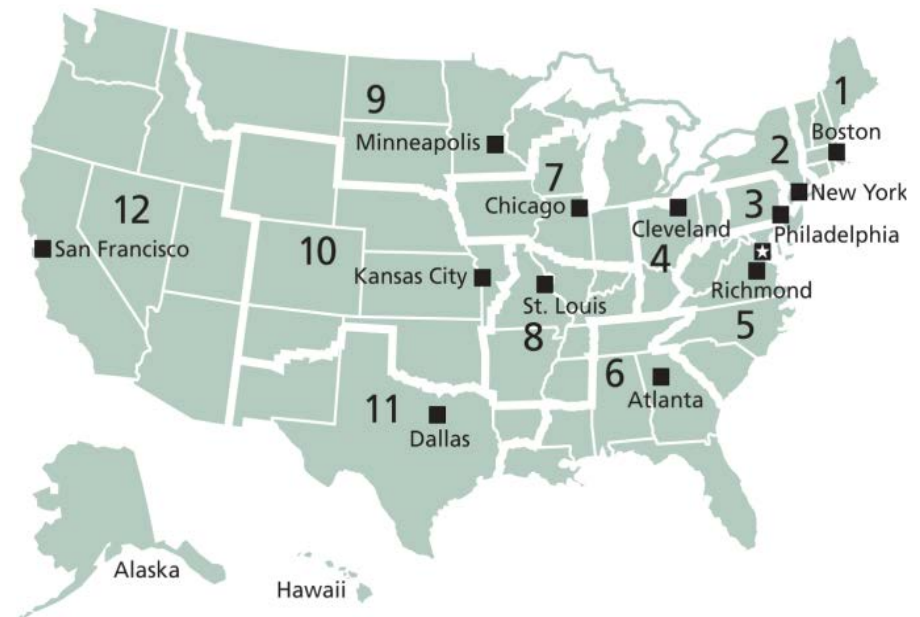 1
Boston
2
9
Minneapolis
7
New York
3
Chicago
12
Cleveland
Philadelphia
San Francisco
10
4
Kansas City
St. Louis
Richmond
8
5
6
Atlanta
11
Dallas
Alaska
Hawaii